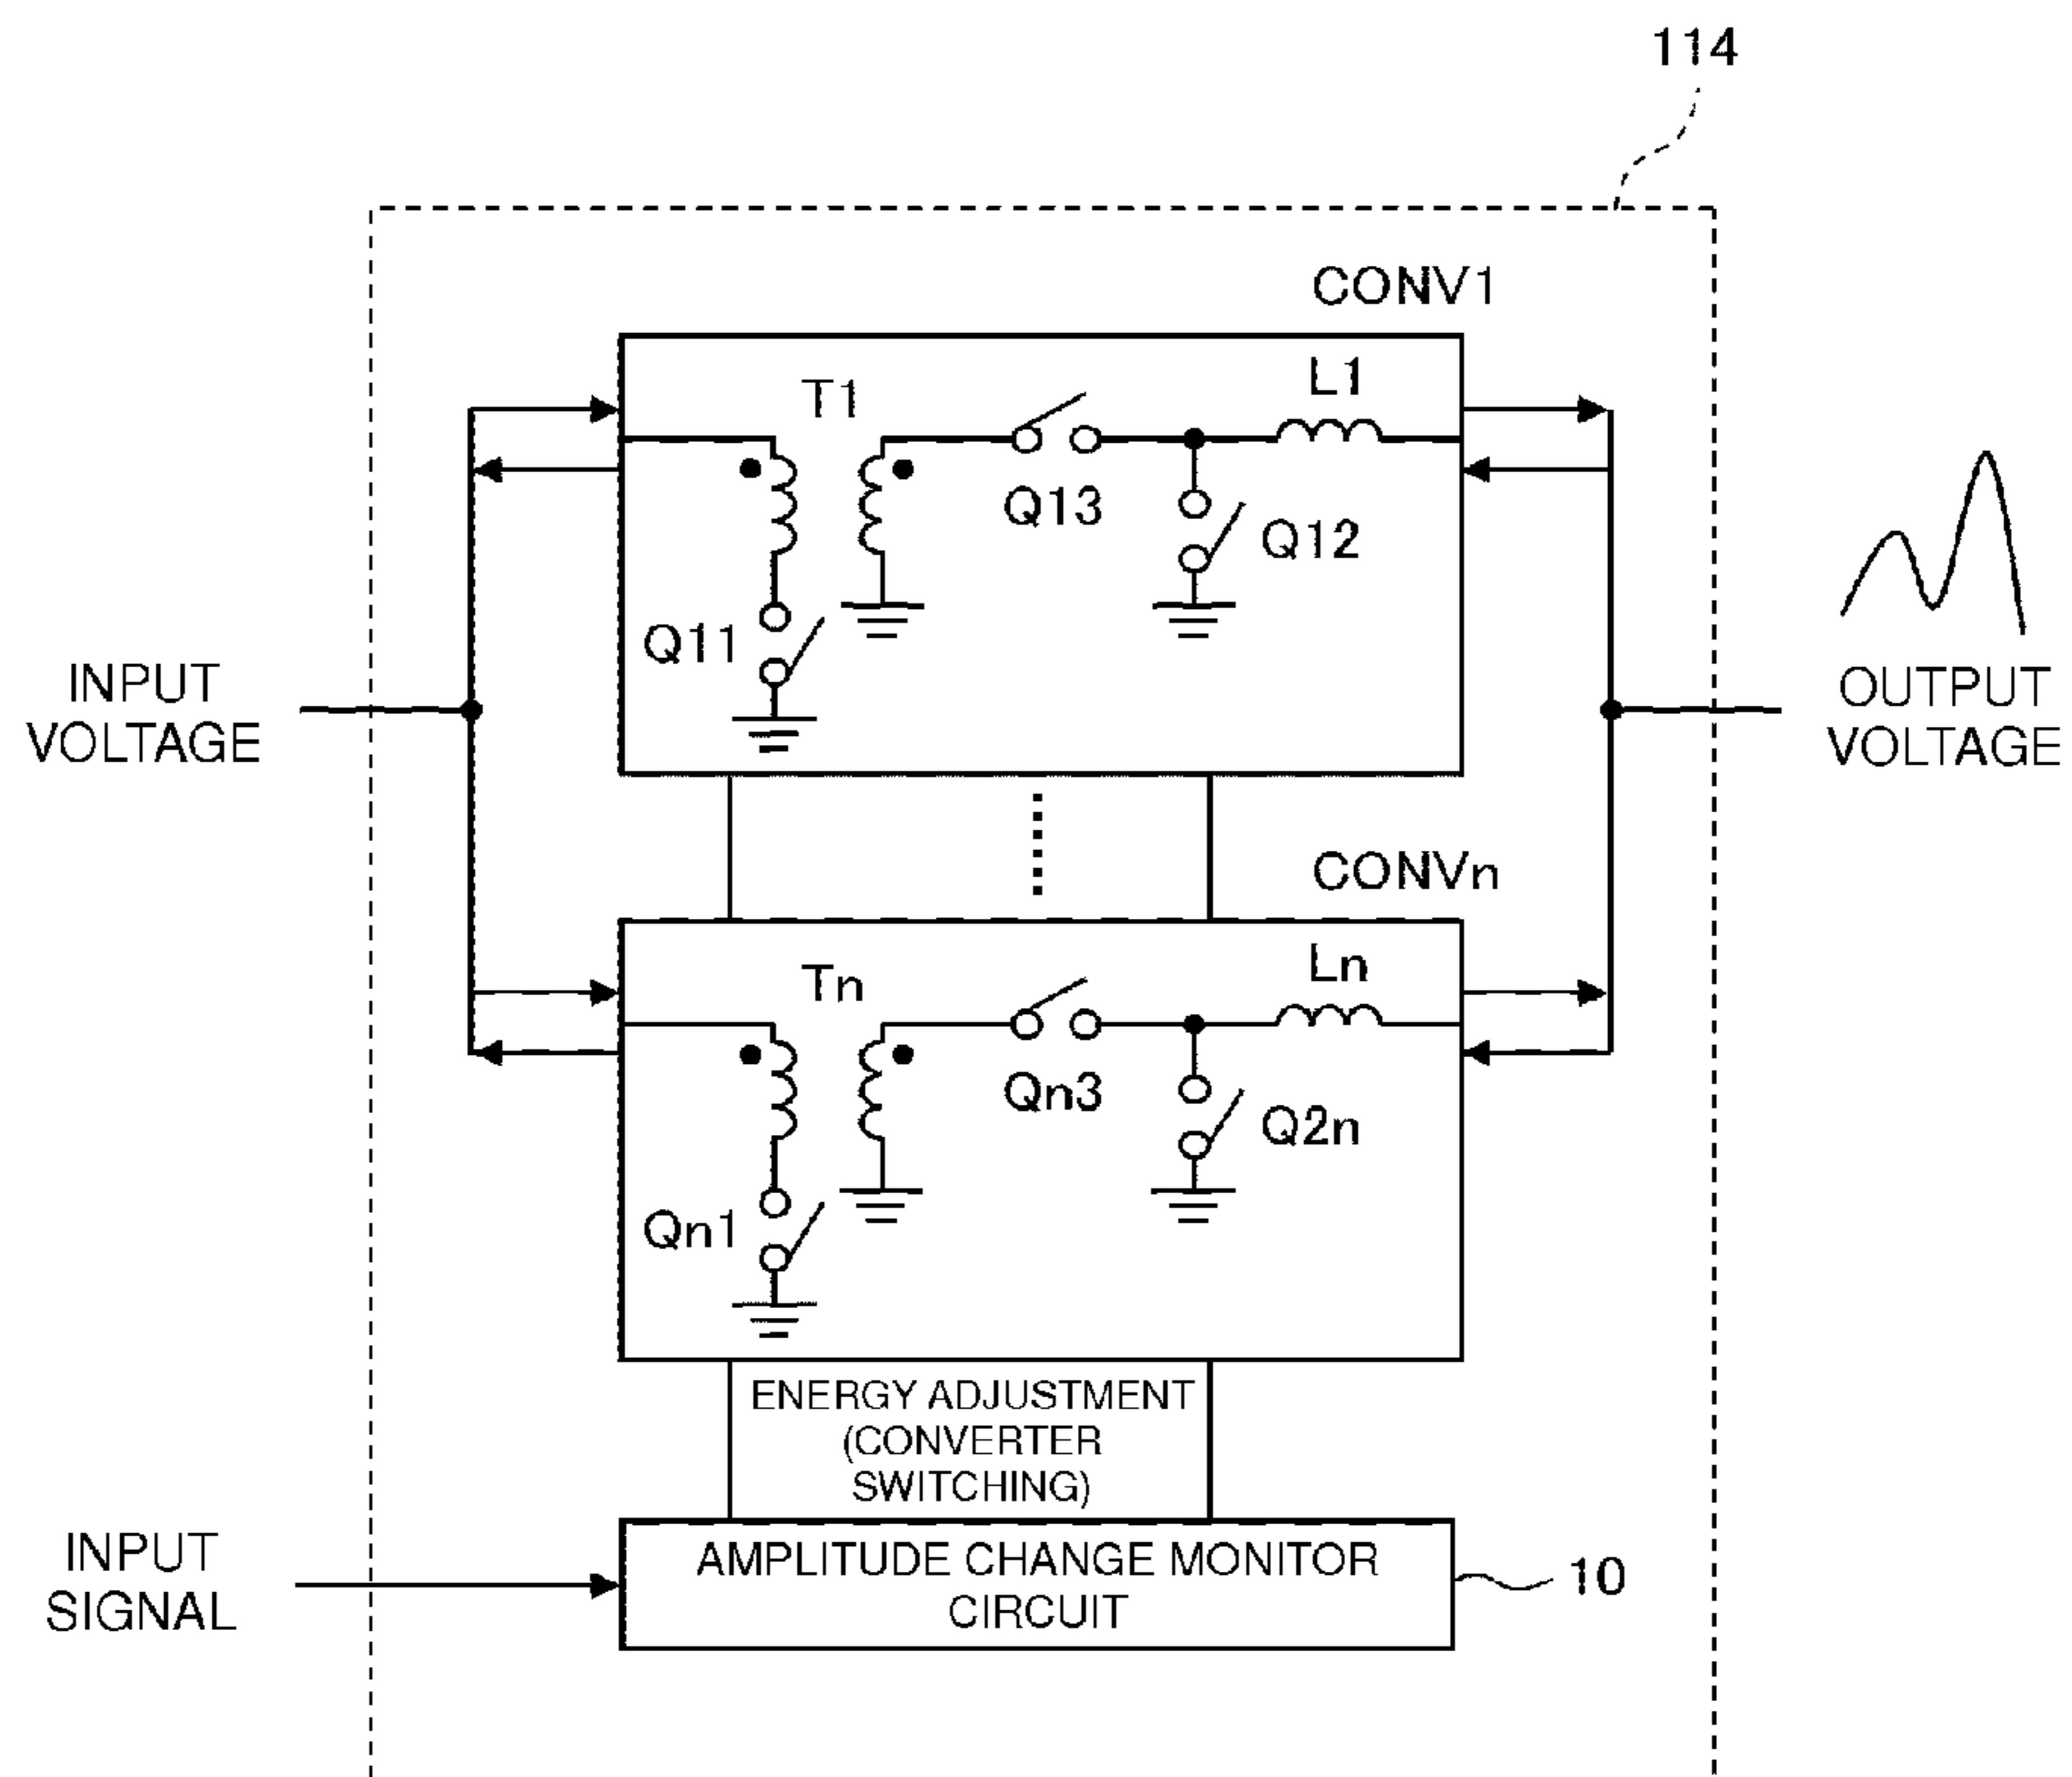 114
CONV1
T1
L1
Q13
Q12
Q11
INPUT
VOLTAGE
OUTPUT
VOLTAGE
CONVn
Tn
Ln
Qn3
Q2n
Qn1
ENERGY ADJUSTMENT
(CONVERTER
SWITCHING)
INPUT
SIGNAL
AMPLITUDE CHANGE MONITOR
CIRCUIT
10